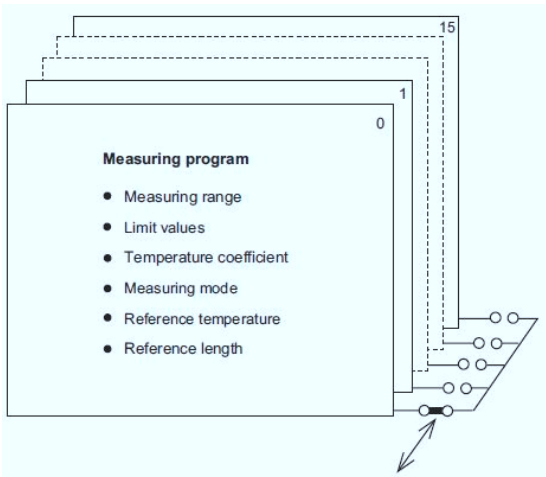 15
1
0
Measuring program
● Measuring range
● Limit values
● Temperature coefficient
● Measuring mode
● Reference temperature
● Reference length